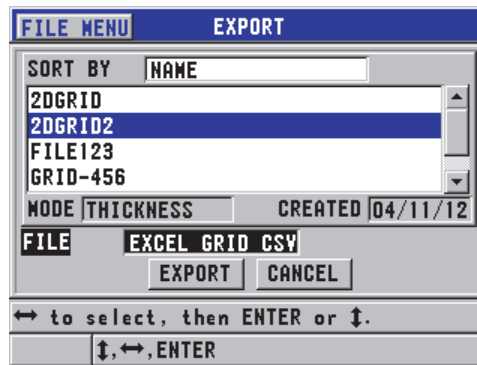 FILE MENU EXPORT
SORT BY NAME
2DGRID
2DGRID2
FILE123
GRID-456
MODE THICKNESS CREATED 04/11/12
FILE EXCEL GRID CSV
EXPORT CANCEL
↔ to select, then ENTER or ↕.
↕,↔,ENTER